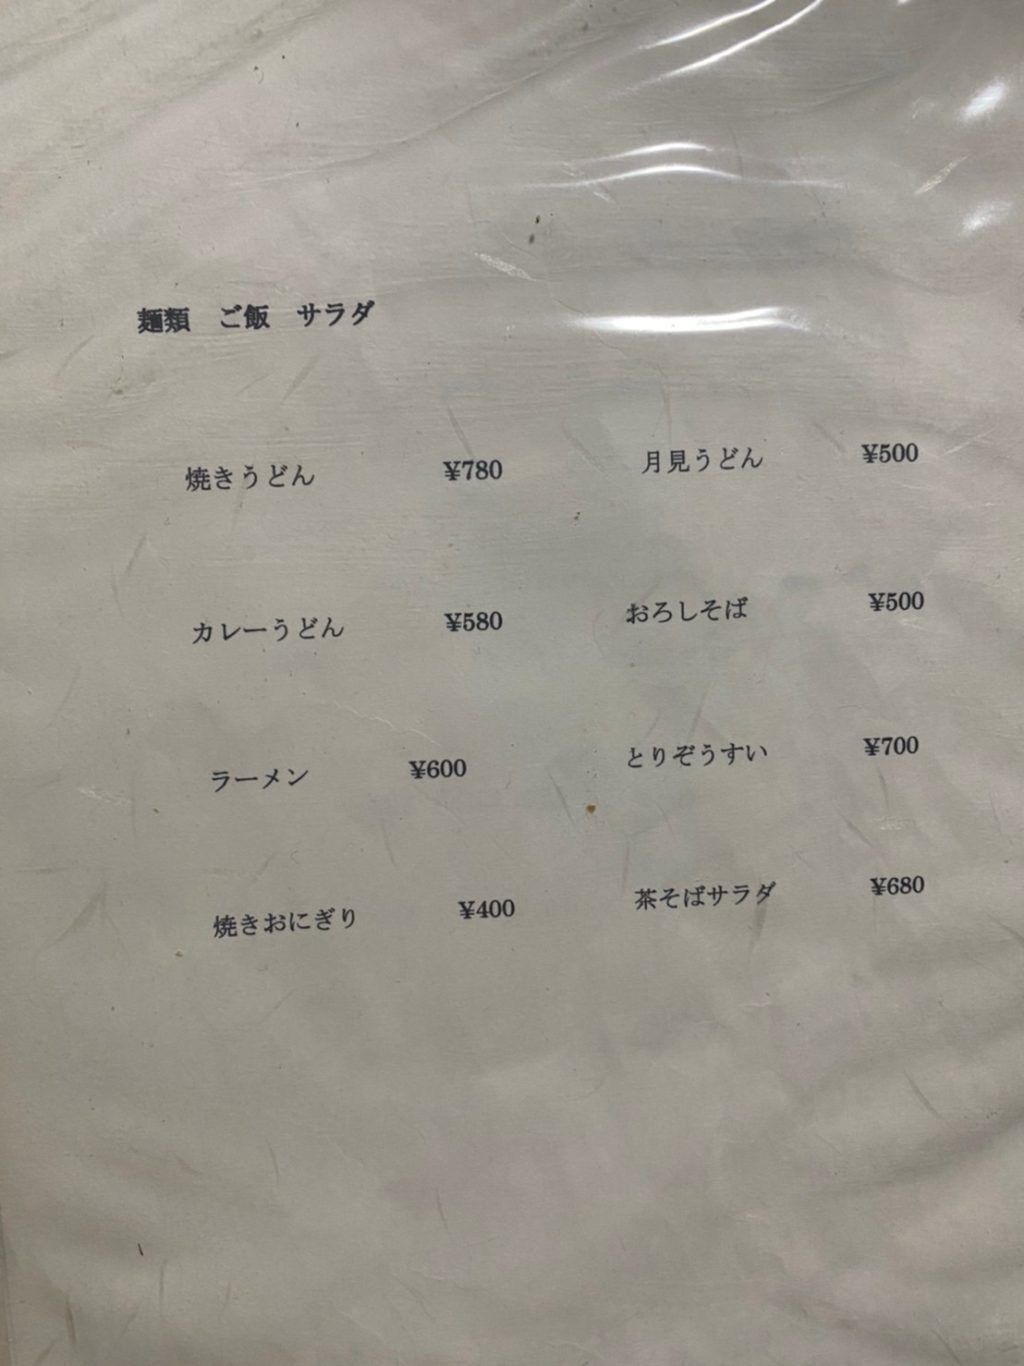 麺類　ご飯　サラダ
焼きうどん　¥780　月見うどん　¥500
カレーうどん　¥580　おろしそば　¥500
ラーメン　¥600　とりぞうすい　¥700
焼きおにぎり　¥400　茶そばサラダ　¥680